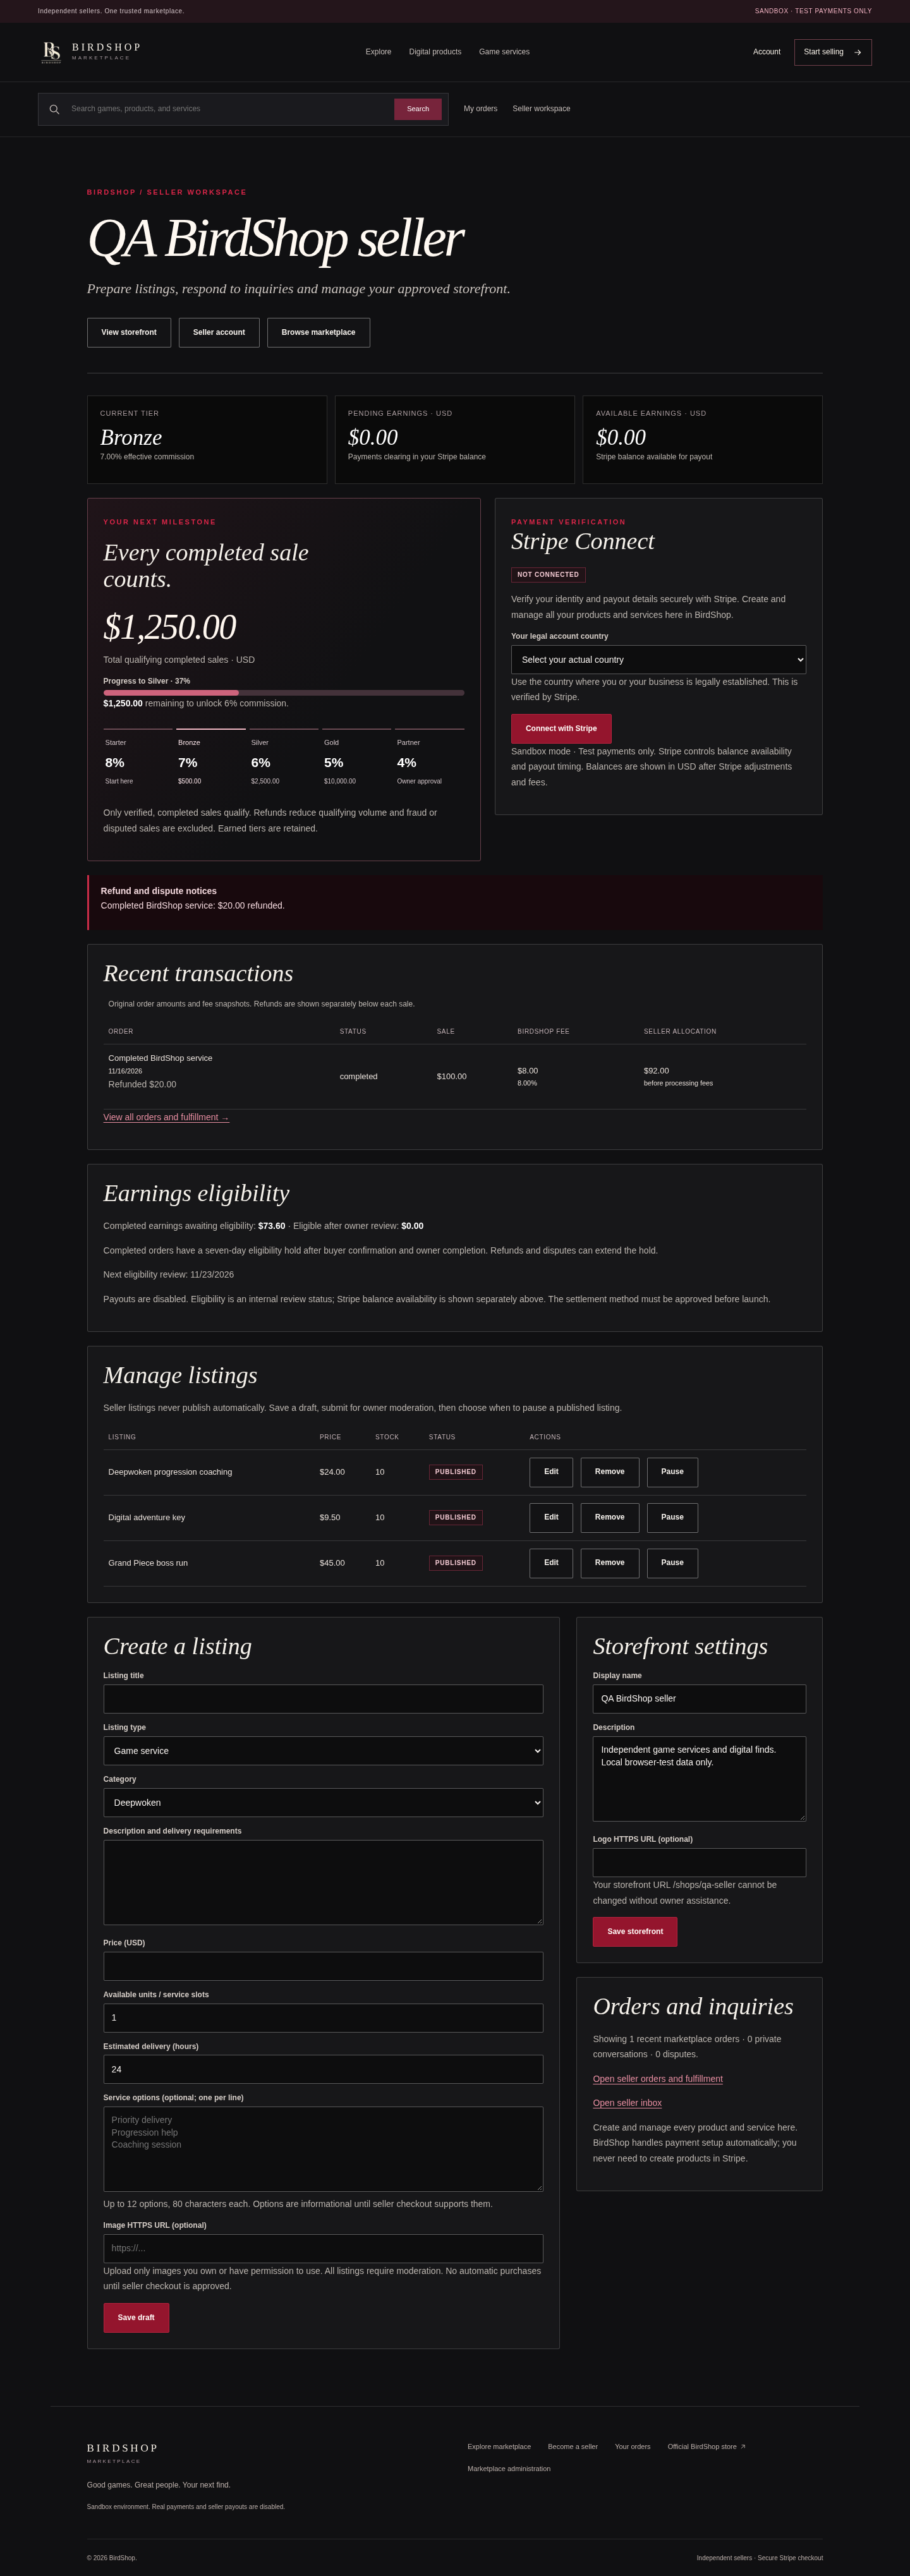 Independent sellers. One trusted marketplace.
SANDBOX · TEST PAYMENTS ONLY
BS
BIRDSHOP
BIRDSHOP
MARKETPLACE
Explore
Digital products
Game services
Account
Start selling →
Search games, products, and services
Search
My orders
Seller workspace
BIRDSHOP / SELLER WORKSPACE
QA BirdShop seller
Prepare listings, respond to inquiries and manage your approved storefront.
View storefront
Seller account
Browse marketplace
CURRENT TIER
Bronze
7.00% effective commission
PENDING EARNINGS · USD
$0.00
Payments clearing in your Stripe balance
AVAILABLE EARNINGS · USD
$0.00
Stripe balance available for payout
YOUR NEXT MILESTONE
Every completed sale
counts.
$1,250.00
Total qualifying completed sales · USD
Progress to Silver · 37%
$1,250.00 remaining to unlock 6% commission.
Starter
8%
Start here
Bronze
7%
$500.00
Silver
6%
$2,500.00
Gold
5%
$10,000.00
Partner
4%
Owner approval
Only verified, completed sales qualify. Refunds reduce qualifying volume and fraud or
disputed sales are excluded. Earned tiers are retained.
PAYMENT VERIFICATION
Stripe Connect
NOT CONNECTED
Verify your identity and payout details securely with Stripe. Create and
manage all your products and services here in BirdShop.
Your legal account country
Select your actual country
Use the country where you or your business is legally established. This is
verified by Stripe.
Connect with Stripe
Sandbox mode · Test payments only. Stripe controls balance availability
and payout timing. Balances are shown in USD after Stripe adjustments
and fees.
Refund and dispute notices
Completed BirdShop service: $20.00 refunded.
Recent transactions
Original order amounts and fee snapshots. Refunds are shown separately below each sale.
ORDER STATUS SALE BIRDSHOP FEE SELLER ALLOCATION
Completed BirdShop service
11/16/2026
Refunded $20.00
completed
$100.00
$8.00
8.00%
$92.00
before processing fees
View all orders and fulfillment →
Earnings eligibility
Completed earnings awaiting eligibility: $73.60 · Eligible after owner review: $0.00
Completed orders have a seven-day eligibility hold after buyer confirmation and owner completion. Refunds and disputes can extend the hold.
Next eligibility review: 11/23/2026
Payouts are disabled. Eligibility is an internal review status; Stripe balance availability is shown separately above. The settlement method must be approved before launch.
Manage listings
Seller listings never publish automatically. Save a draft, submit for owner moderation, then choose when to pause a published listing.
LISTING PRICE STOCK STATUS ACTIONS
Deepwoken progression coaching $24.00 10 PUBLISHED Edit Remove Pause
Digital adventure key $9.50 10 PUBLISHED Edit Remove Pause
Grand Piece boss run $45.00 10 PUBLISHED Edit Remove Pause
Create a listing
Listing title
Listing type
Game service
Category
Deepwoken
Description and delivery requirements
Price (USD)
Available units / service slots
1
Estimated delivery (hours)
24
Service options (optional; one per line)
Priority delivery
Progression help
Coaching session
Up to 12 options, 80 characters each. Options are informational until seller checkout supports them.
Image HTTPS URL (optional)
https://...
Upload only images you own or have permission to use. All listings require moderation. No automatic purchases
until seller checkout is approved.
Save draft
Storefront settings
Display name
QA BirdShop seller
Description
Independent game services and digital finds.
Local browser-test data only.
Logo HTTPS URL (optional)
Your storefront URL /shops/qa-seller cannot be
changed without owner assistance.
Save storefront
Orders and inquiries
Showing 1 recent marketplace orders · 0 private
conversations · 0 disputes.
Open seller orders and fulfillment
Open seller inbox
Create and manage every product and service here.
BirdShop handles payment setup automatically; you
never need to create products in Stripe.
BIRDSHOP
MARKETPLACE
Good games. Great people. Your next find.
Sandbox environment. Real payments and seller payouts are disabled.
Explore marketplace
Become a seller
Your orders
Official BirdShop store ↗
Marketplace administration
© 2026 BirdShop.
Independent sellers · Secure Stripe checkout